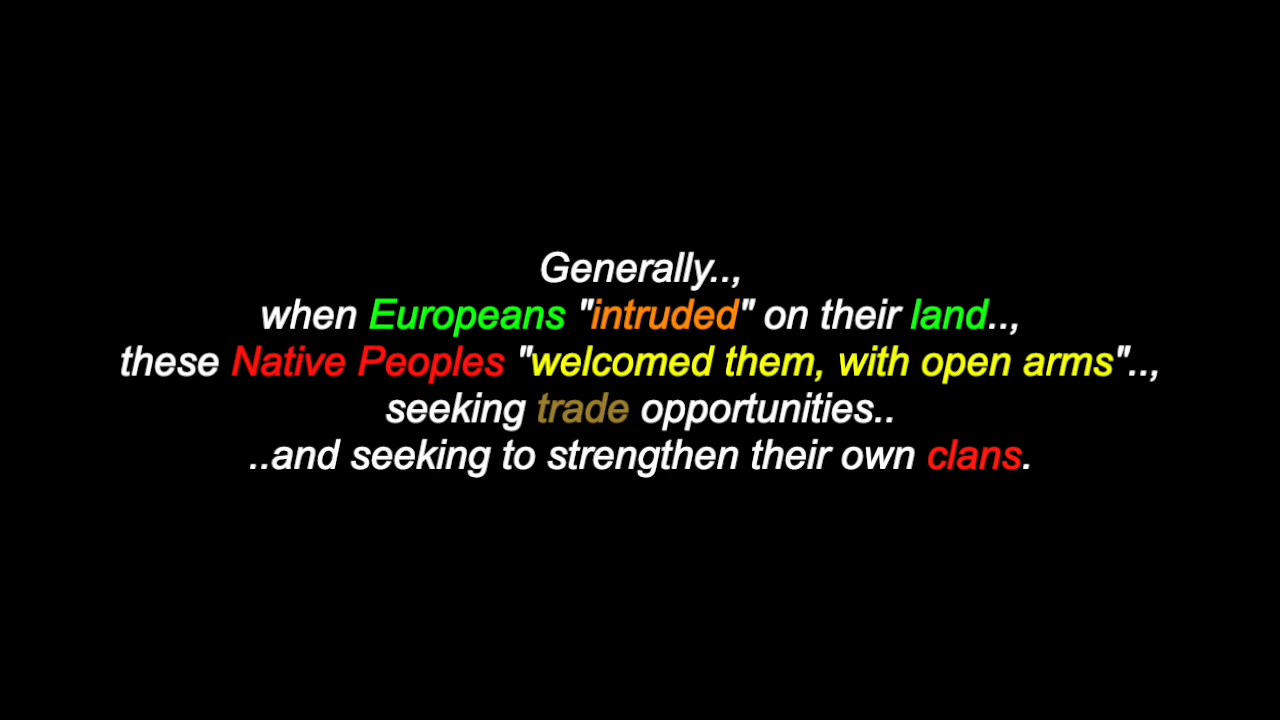 Generally..,
when Europeans "intruded" on their land..,
these Native Peoples "welcomed them, with open arms"..,
seeking trade opportunities..
..and seeking to strengthen their own clans.